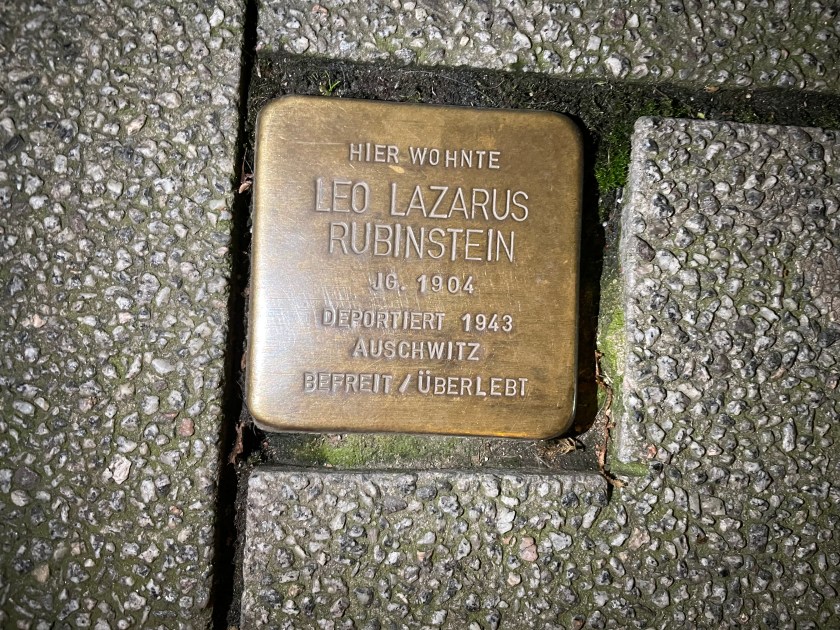 HIER WOHNTE
LEO LAZARUS
RUBINSTEIN
JG. 1904
DEPORTIERT 1943
AUSCHWITZ
BEFREIT/ÜBERLEBT